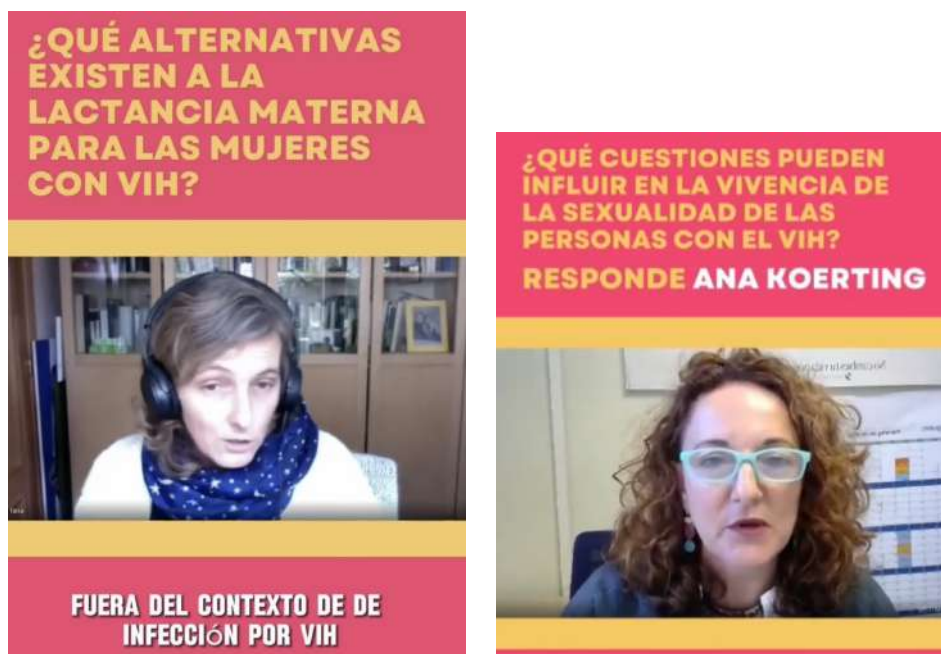 ¿QUÉ ALTERNATIVAS
EXISTEN A LA
LACTANCIA MATERNA
PARA LAS MUJERES
CON VIH?
FUERA DEL CONTEXTO DE DE
INFECCIÓN POR VIH
¿QUÉ CUESTIONES PUEDEN
INFLUIR EN LA VIVENCIA DE
LA SEXUALIDAD DE LAS
PERSONAS CON EL VIH?
RESPONDE ANA KOERTING